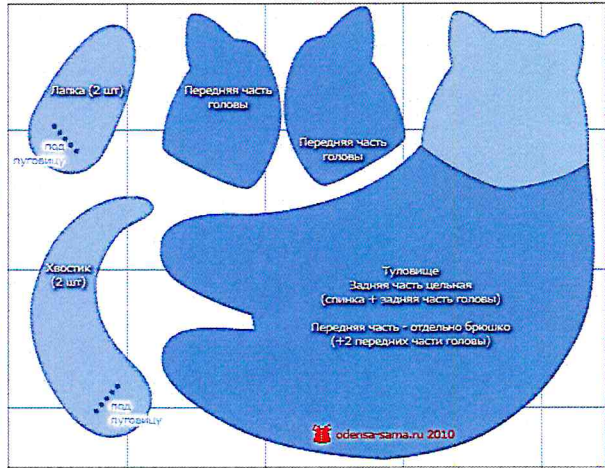 Лапка (2 шт)
под
пуговицу
Передняя часть
головы
Передняя часть
головы
Хвостик
(2 шт)
под
пуговицу
Туловище
Задняя часть цельная
(спинка + задняя часть головы)
Передняя часть - отдельно брюшко
(+2 передних части головы)
odensa-sama.ru 2010